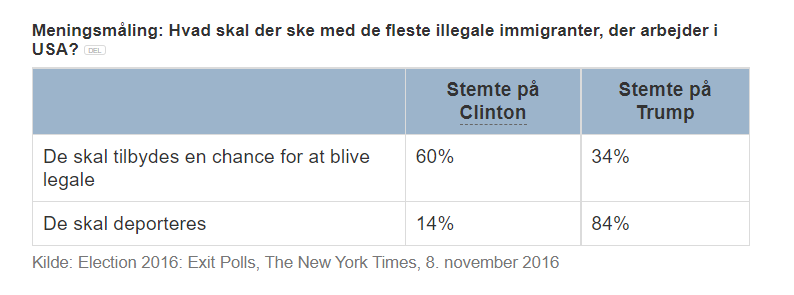 Meningsmåling: Hvad skal der ske med de fleste illegale immigranter, der arbejder i
USA? DEL
Stemte på
Clinton
Stemte på
Trump
De skal tilbydes en chance for at blive
legale
60%
34%
De skal deporteres
14%
84%
Kilde: Election 2016: Exit Polls, The New York Times, 8. november 2016